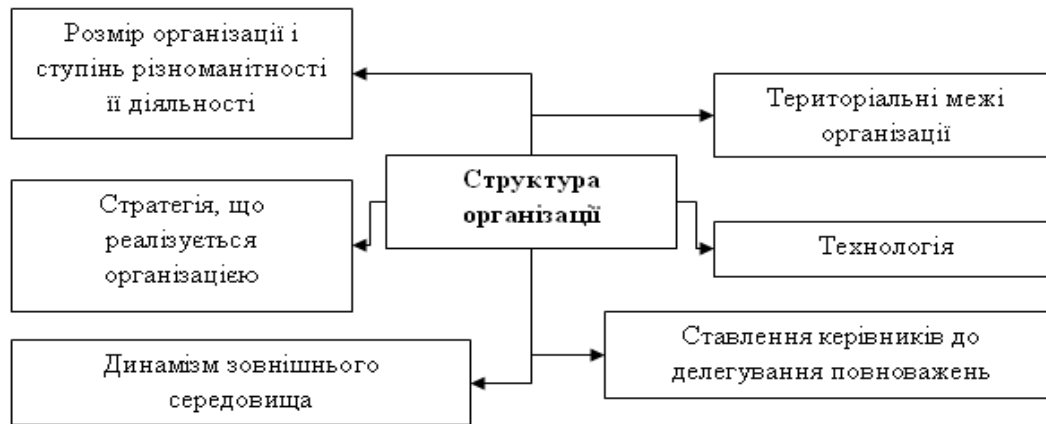 Розмір організації і
ступінь різноманітності
її діяльності
Територіальні межі
організації
Структура
організації
Стратегія, що
реалізується
організацією
Технологія
Динамізм зовнішнього
середовища
Ставлення керівників до
делегування повноважень